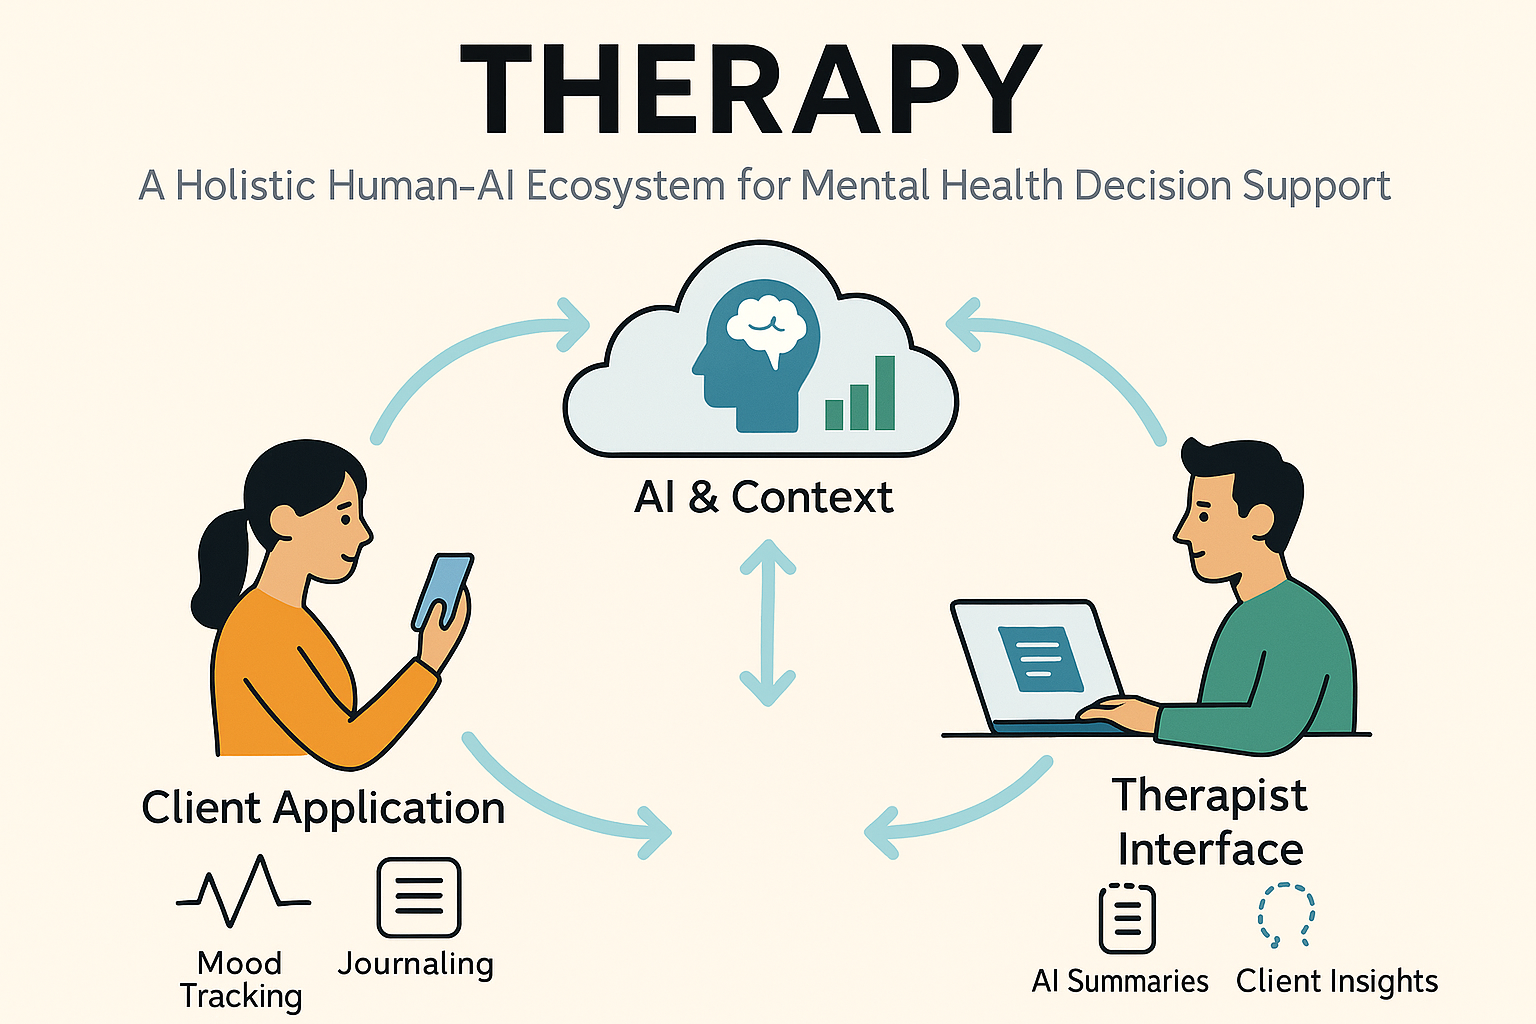 THERAPY
A Holistic Human-AI Ecosystem for Mental Health Decision Support
AI & Context
Client Application
Mood
Tracking
Journaling
Therapist
Interface
AI Summaries
Client Insights